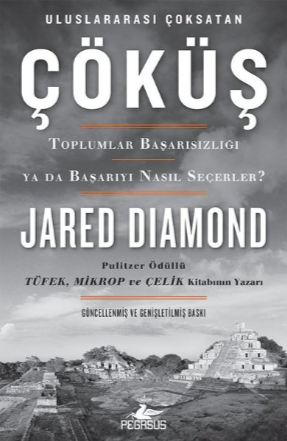 ULUSLARARASI ÇOKSATAN
ÇÖKÜŞ
TOPLUMLAR BAŞARISIZLIĞI
YA DA BAŞARIYI NASIL SEÇERLER?
JARED DIAMOND
Pulitzer Ödüllü
TÜFEK, MİKROP ve ÇELİK Kitabının Yazarı
GÜNCELLENMİŞ VE GENİŞLETİLMİŞ BASKI
PEGASUS